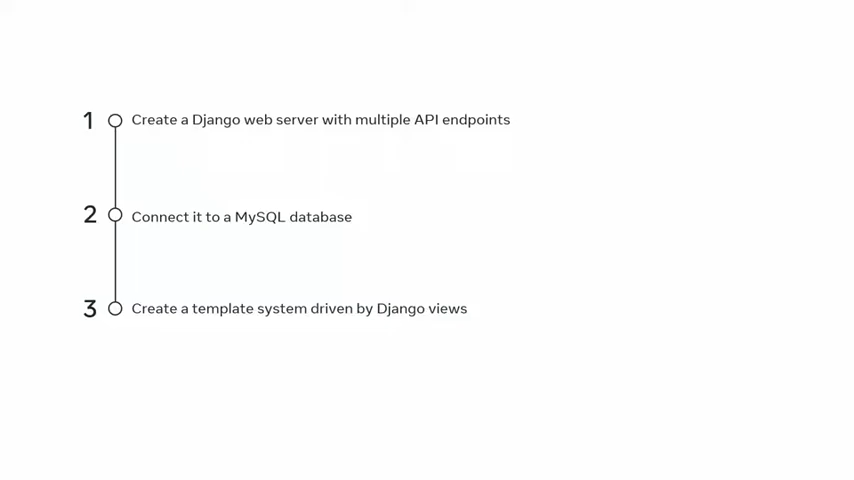 1 Create a Django web server with multiple API endpoints
2 Connect it to a MySQL database
3 Create a template system driven by Django views